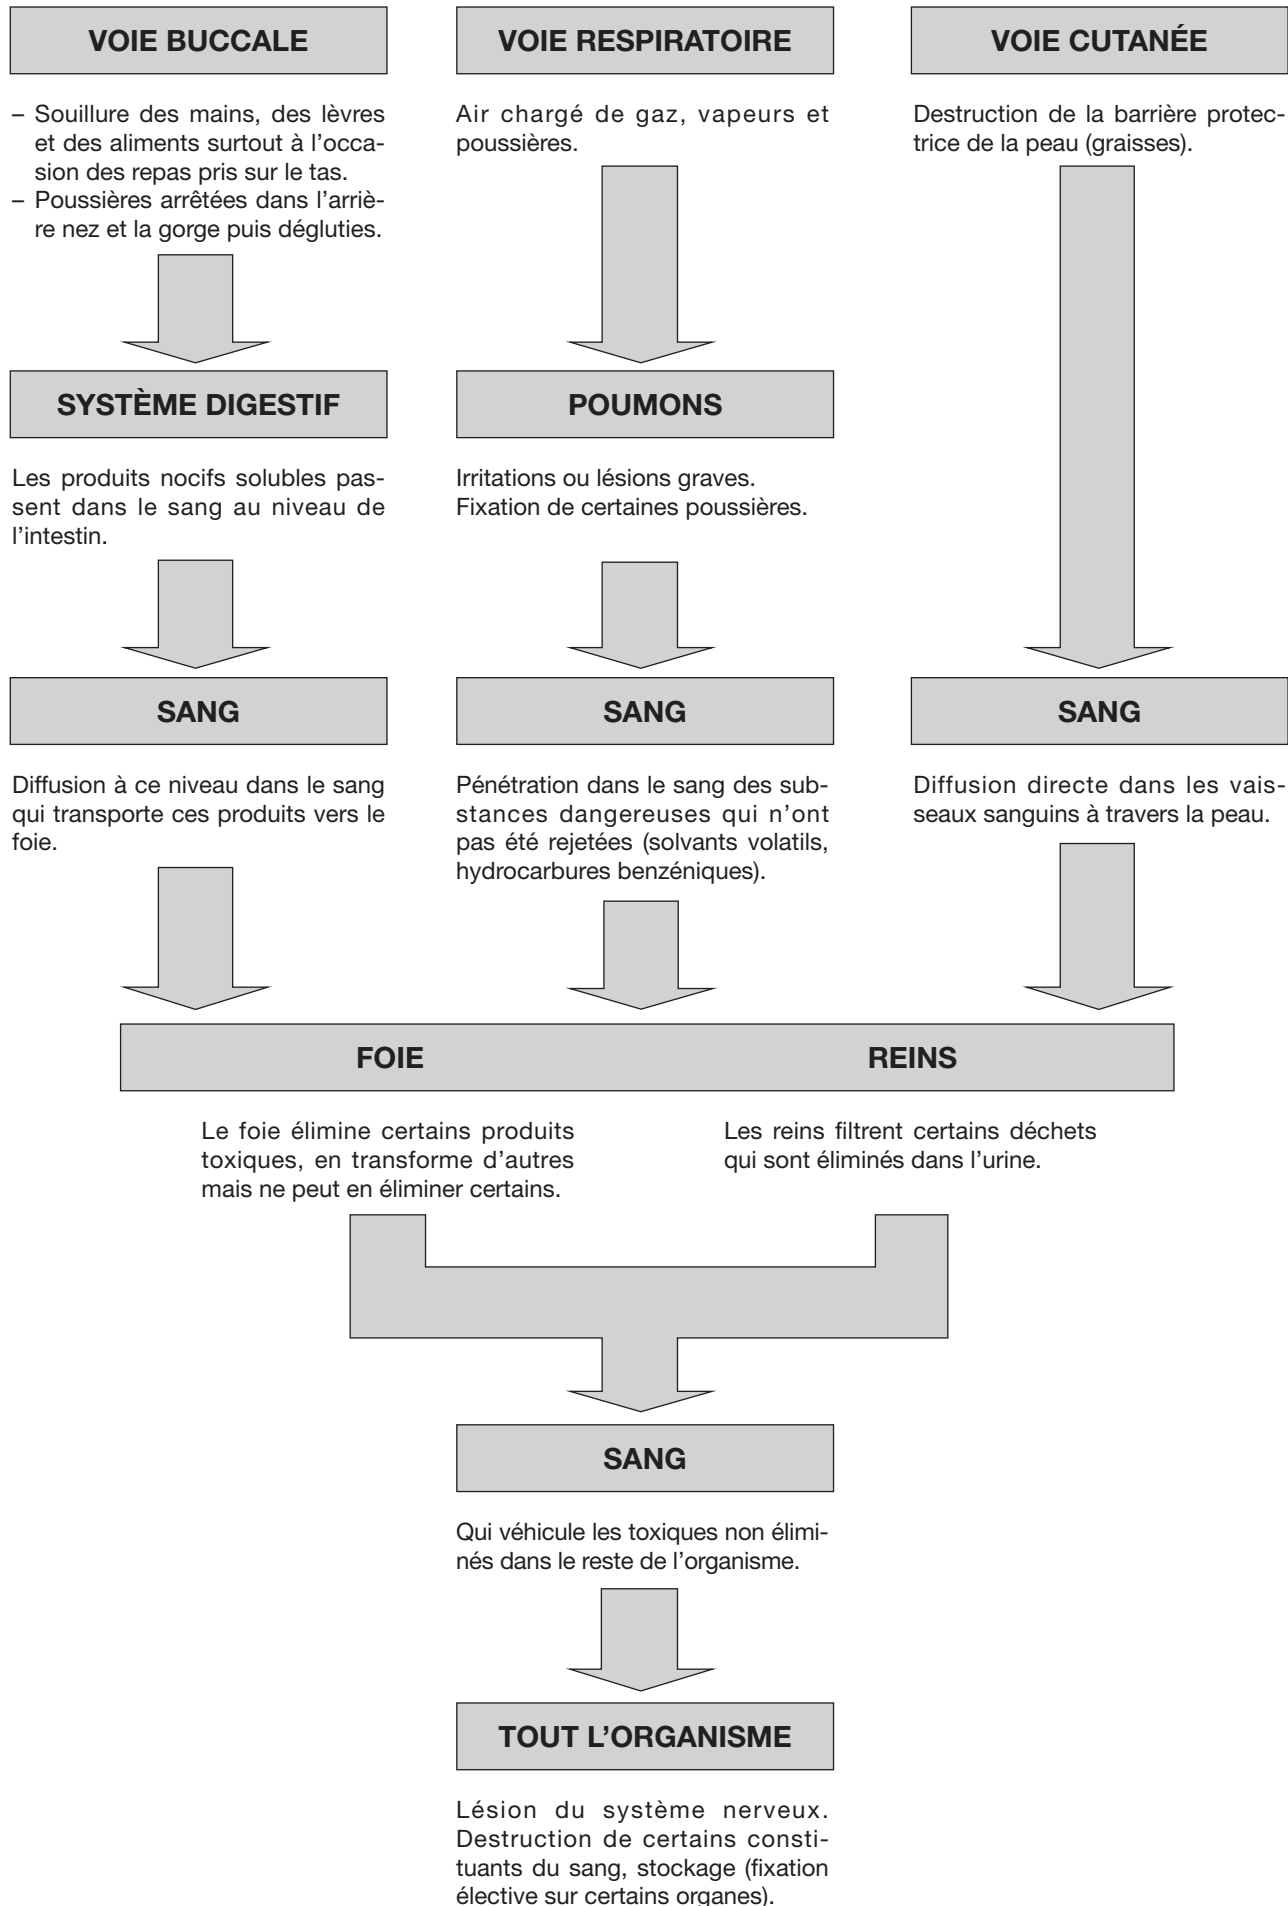 VOIE BUCCALE
– Souillure des mains, des lèvres
et des aliments surtout à l'occa-
sion des repas pris sur le tas.
– Poussières arrêtées dans l'arriè-
re nez et la gorge puis dégluties.
SYSTÈME DIGESTIF
Les produits nocifs solubles pas-
sent dans le sang au niveau de
l'intestin.
SANG
Diffusion à ce niveau dans le sang
qui transporte ces produits vers le
foie.
VOIE RESPIRATOIRE
Air chargé de gaz, vapeurs et
poussières.
POUMONS
Irritations ou lésions graves.
Fixation de certaines poussières.
SANG
Pénétration dans le sang des sub-
stances dangereuses qui n'ont
pas été rejetées (solvants volatils,
hydrocarbures benzéniques).
VOIE CUTANÉE
Destruction de la barrière protec-
trice de la peau (graisses).
SANG
Diffusion directe dans les vais-
seaux sanguins à travers la peau.
FOIE
Le foie élimine certains produits
toxiques, en transforme d'autres
mais ne peut en éliminer certains.
REINS
Les reins filtrent certains déchets
qui sont éliminés dans l'urine.
SANG
Qui véhicule les toxiques non élimi-
nés dans le reste de l'organisme.
TOUT L'ORGANISME
Lésion du système nerveux.
Destruction de certains consti-
tuants du sang, stockage (fixation
élective sur certains organes).